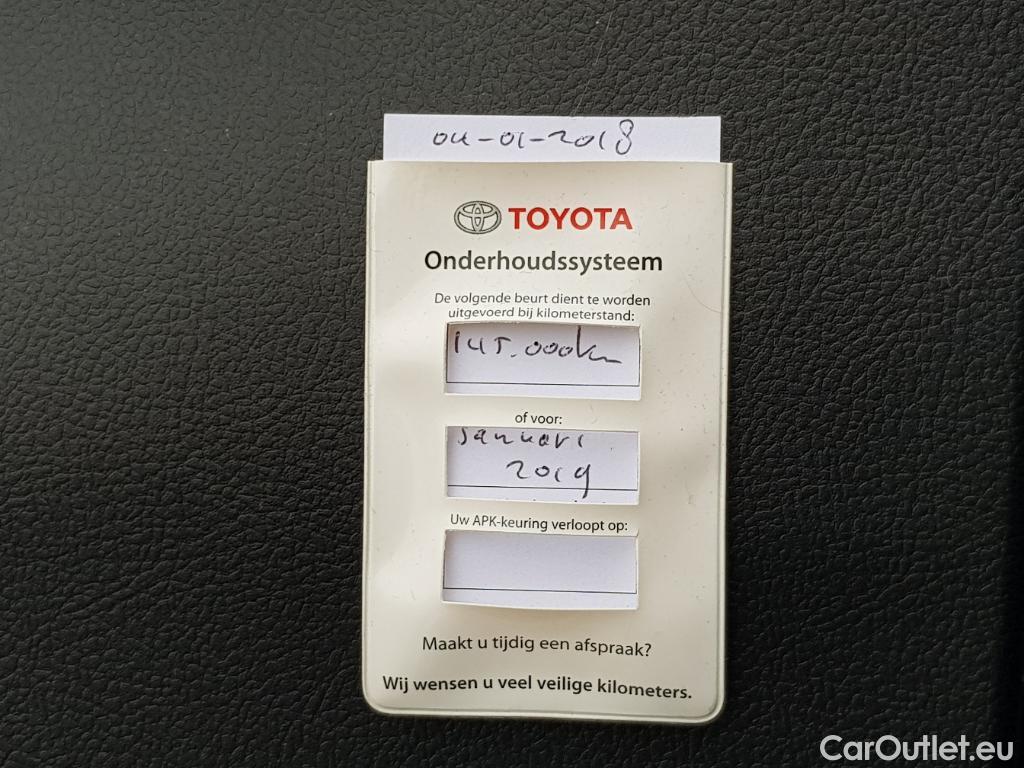 04-01-2018
TOYOTA
Onderhoudssysteem
De volgende beurt dient te worden
uitgevoerd bij kilometerstand:
145.000km
of voor:
januari
2019
Uw APK-keuring verloopt op:
Maakt u tijdig een afspraak?
Wij wensen u veel veilige kilometers.
CarOutlet.eu